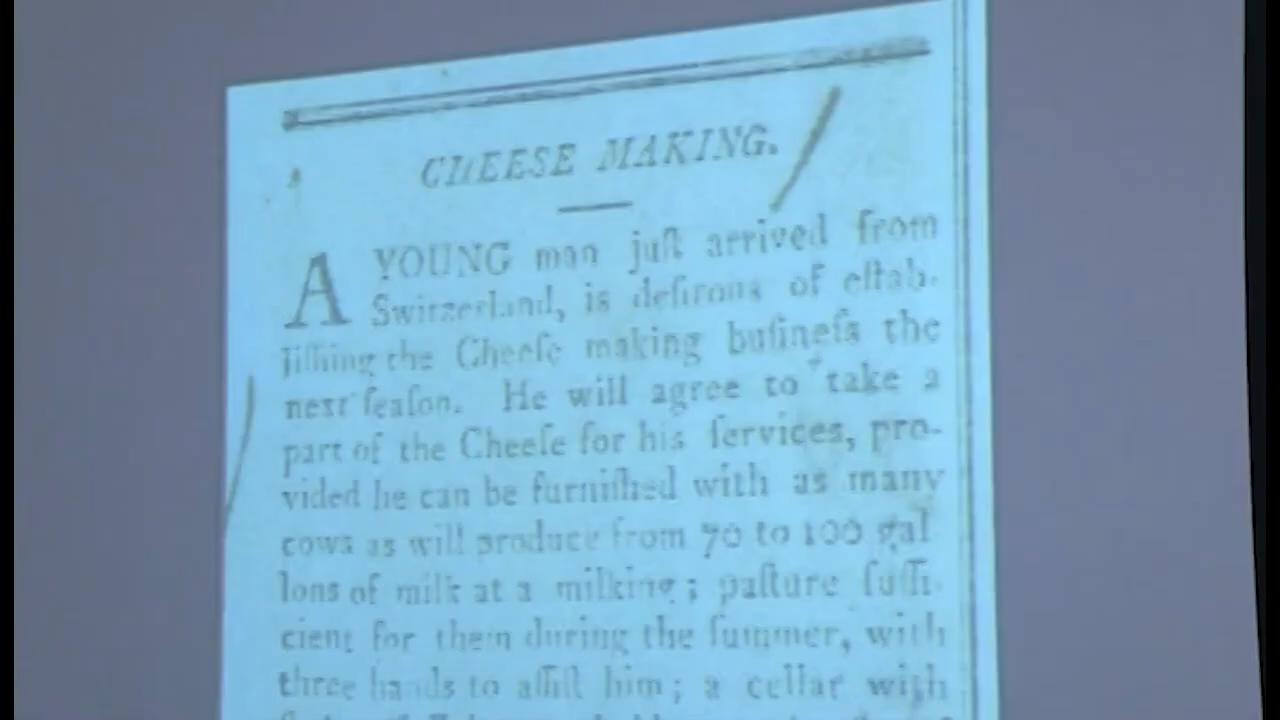 CHEESE MAKING.
A YOUNG man juſt arrived from
Switzerland, is deſirous of eſtab-
liſhing the Cheeſe making buſineſs the
next ſeaſon. He will agree to take a
part of the Cheeſe for his ſervices, pro-
vided he can be furniſhed with as many
cows as will produce from 70 to 100 gal
lons of milk at a milking; paſture ſuffi-
cient for them during the ſummer, with
three hands to aſſiſt him; a cellar with